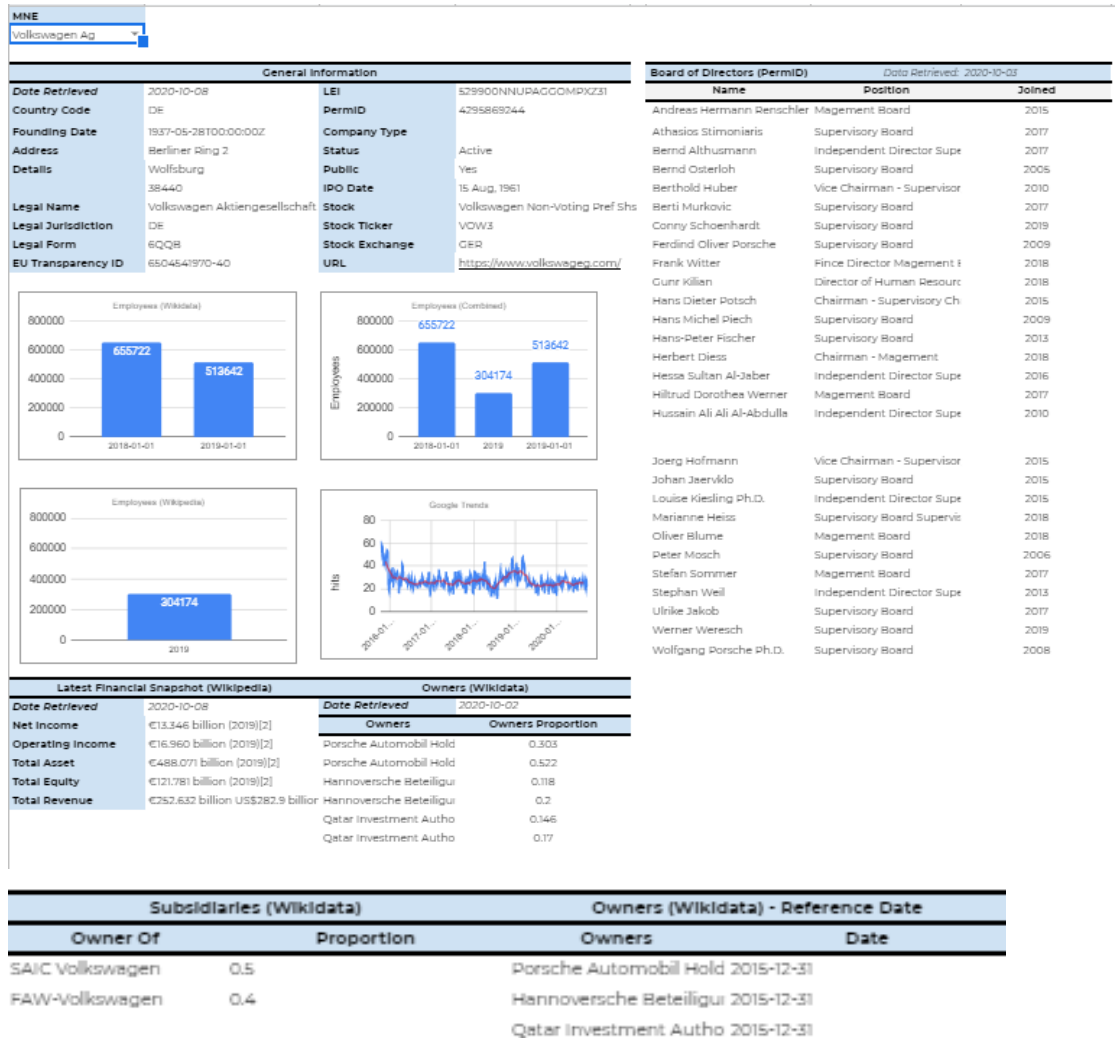 MNE
Volkswagen Ag
General Information
Date Retrieved 2020-10-08 LEI 529900NNUPAGGOMPXZ31
Country Code DE PermID 4295869244
Founding Date 1937-05-28T00:00:00Z Company Type
Address Berliner Ring 2 Status Active
Details Wolfsburg Public Yes
38440 IPO Date 15 Aug, 1961
Legal Name Volkswagen Aktiengesellschaft Stock Volkswagen Non-Voting Pref Shs
Legal Jurisdiction DE Stock Ticker VOW3
Legal Form 6QQB Stock Exchange GER
EU Transparency ID 6504541970-40 URL https://www.volkswageg.com/
Board of Directors (PermID) Data Retrieved: 2020-10-03
Name Position Joined
Andreas Hermann Renschler Magement Board 2015
Athasios Stimoniaris Supervisory Board 2017
Bernd Althusmann Independent Director Supe 2017
Bernd Osterloh Supervisory Board 2005
Berthold Huber Vice Chairman - Supervisor 2010
Berti Murkovic Supervisory Board 2017
Conny Schoenhardt Supervisory Board 2019
Ferdind Oliver Porsche Supervisory Board 2009
Frank Witter Fince Director Magement 2018
Gunr Kilian Director of Human Resourc 2018
Hans Dieter Potsch Chairman - Supervisory Ch 2015
Hans Michel Piech Supervisory Board 2009
Hans-Peter Fischer Supervisory Board 2013
Herbert Diess Chairman - Magement 2018
Hessa Sultan Al-Jaber Independent Director Supe 2016
Hiltrud Dorothea Werner Magement Board 2017
Hussain Ali Ali Al-Abdulla Independent Director Supe 2010
Joerg Hofmann Vice Chairman - Supervisor 2015
Johan Jaervklo Supervisory Board 2015
Louise Kiesling Ph.D. Independent Director Supe 2015
Marianne Heiss Supervisory Board Supervis 2018
Oliver Blume Magement Board 2018
Peter Mosch Supervisory Board 2006
Stefan Sommer Magement Board 2017
Stephan Weil Independent Director Supe 2013
Ulrike Jakob Supervisory Board 2017
Werner Weresch Supervisory Board 2019
Wolfgang Porsche Ph.D. Supervisory Board 2008
Employees (Wikidata)
800000
600000
400000
200000
0
655722
513642
2018-01-01 2019-01-01
Employees (Combined)
Employees
800000
600000
400000
200000
0
655722
304174
513642
2018-01-01 2019 2019-01-01
Employees (Wikipedia)
800000
600000
400000
200000
0
304174
2019
Google Trends
hits
80
60
40
20
0
2016-01... 2017-01... 2018-01... 2019-01... 2020-01...
Latest Financial Snapshot (Wikipedia)
Date Retrieved 2020-10-08
Net Income €13.346 billion (2019)[2]
Operating Income €16.960 billion (2019)[2]
Total Asset €488.071 billion (2019)[2]
Total Equity €121.781 billion (2019)[2]
Total Revenue €252.632 billion US$282.9 billior
Owners (Wikidata)
Date Retrieved 2020-10-02
Owners Owners Proportion
Porsche Automobil Hold 0.303
Porsche Automobil Hold 0.522
Hannoversche Beteiligui 0.118
Hannoversche Beteiligui 0.2
Qatar Investment Autho 0.146
Qatar Investment Autho 0.17
Subsidiaries (Wikidata)
Owner Of Proportion
SAIC Volkswagen 0.5
FAW-Volkswagen 0.4
Owners (Wikidata) - Reference Date
Owners Date
Porsche Automobil Hold 2015-12-31
Hannoversche Beteiligui 2015-12-31
Qatar Investment Autho 2015-12-31